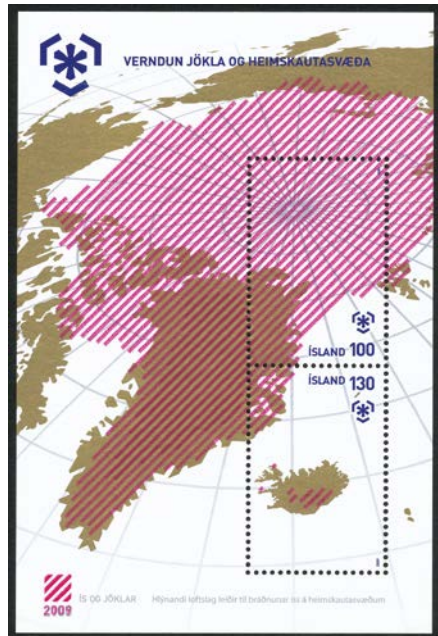 VERNDUN JÖKLA OG HEIMSKAUTASVÆÐA
ÍSLAND 100
ÍSLAND 130
ÍS OG JÖKLAR Hlýnandi loftslag leiðir til bráðnunar íss á heimskautasvæðum
2009